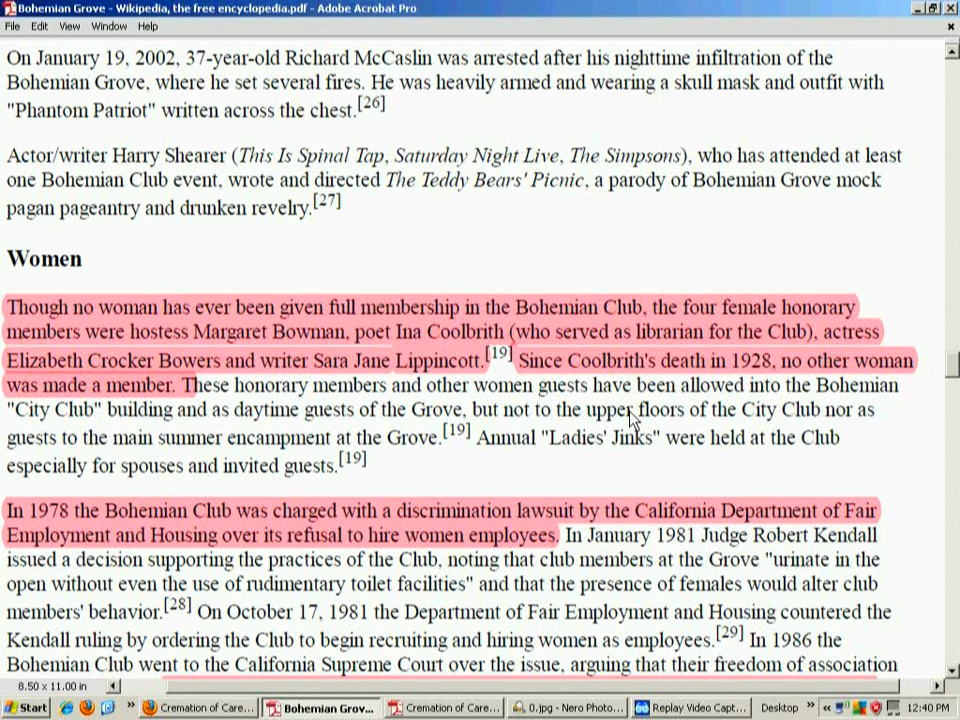 Bohemian Grove - Wikipedia, the free encyclopedia.pdf - Adobe Acrobat Pro
File Edit View Window Help
On January 19, 2002, 37-year-old Richard McCaslin was arrested after his nighttime infiltration of the
Bohemian Grove, where he set several fires. He was heavily armed and wearing a skull mask and outfit with
"Phantom Patriot" written across the chest.[26]
Actor/writer Harry Shearer (This Is Spinal Tap, Saturday Night Live, The Simpsons), who has attended at least
one Bohemian Club event, wrote and directed The Teddy Bears' Picnic, a parody of Bohemian Grove mock
pagan pageantry and drunken revelry.[27]
Women
Though no woman has ever been given full membership in the Bohemian Club, the four female honorary
members were hostess Margaret Bowman, poet Ina Coolbrith (who served as librarian for the Club), actress
Elizabeth Crocker Bowers and writer Sara Jane Lippincott.[19] Since Coolbrith's death in 1928, no other woman
was made a member. These honorary members and other women guests have been allowed into the Bohemian
"City Club" building and as daytime guests of the Grove, but not to the upper floors of the City Club nor as
guests to the main summer encampment at the Grove.[19] Annual "Ladies' Jinks" were held at the Club
especially for spouses and invited guests.[19]
In 1978 the Bohemian Club was charged with a discrimination lawsuit by the California Department of Fair
Employment and Housing over its refusal to hire women employees. In January 1981 Judge Robert Kendall
issued a decision supporting the practices of the Club, noting that club members at the Grove "urinate in the
open without even the use of rudimentary toilet facilities" and that the presence of females would alter club
members' behavior.[28] On October 17, 1981 the Department of Fair Employment and Housing countered the
Kendall ruling by ordering the Club to begin recruiting and hiring women as employees.[29] In 1986 the
Bohemian Club went to the California Supreme Court over the issue, arguing that their freedom of association
8.50 x 11.00 in
Start » Cremation of Care... Bohemian Grov... Cremation of Care... 0.jpg - Nero Photo... Replay Video Capt... Desktop » « 12:40 PM